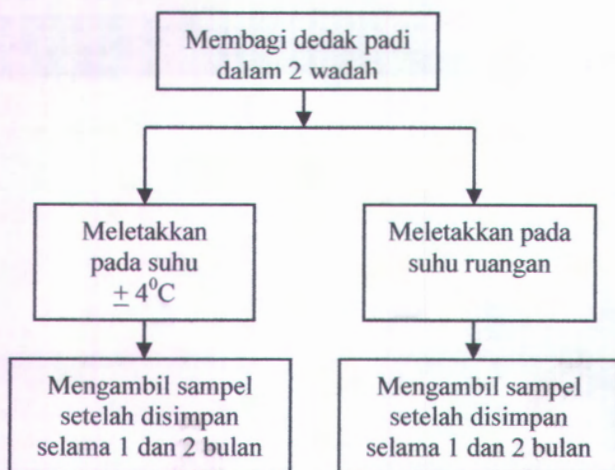 Membagi dedak padi
dalam 2 wadah
Meletakkan
pada suhu
± 4⁰C
Meletakkan pada
suhu ruangan
Mengambil sampel
setelah disimpan
selama 1 dan 2 bulan
Mengambil sampel
setelah disimpan
selama 1 dan 2 bulan